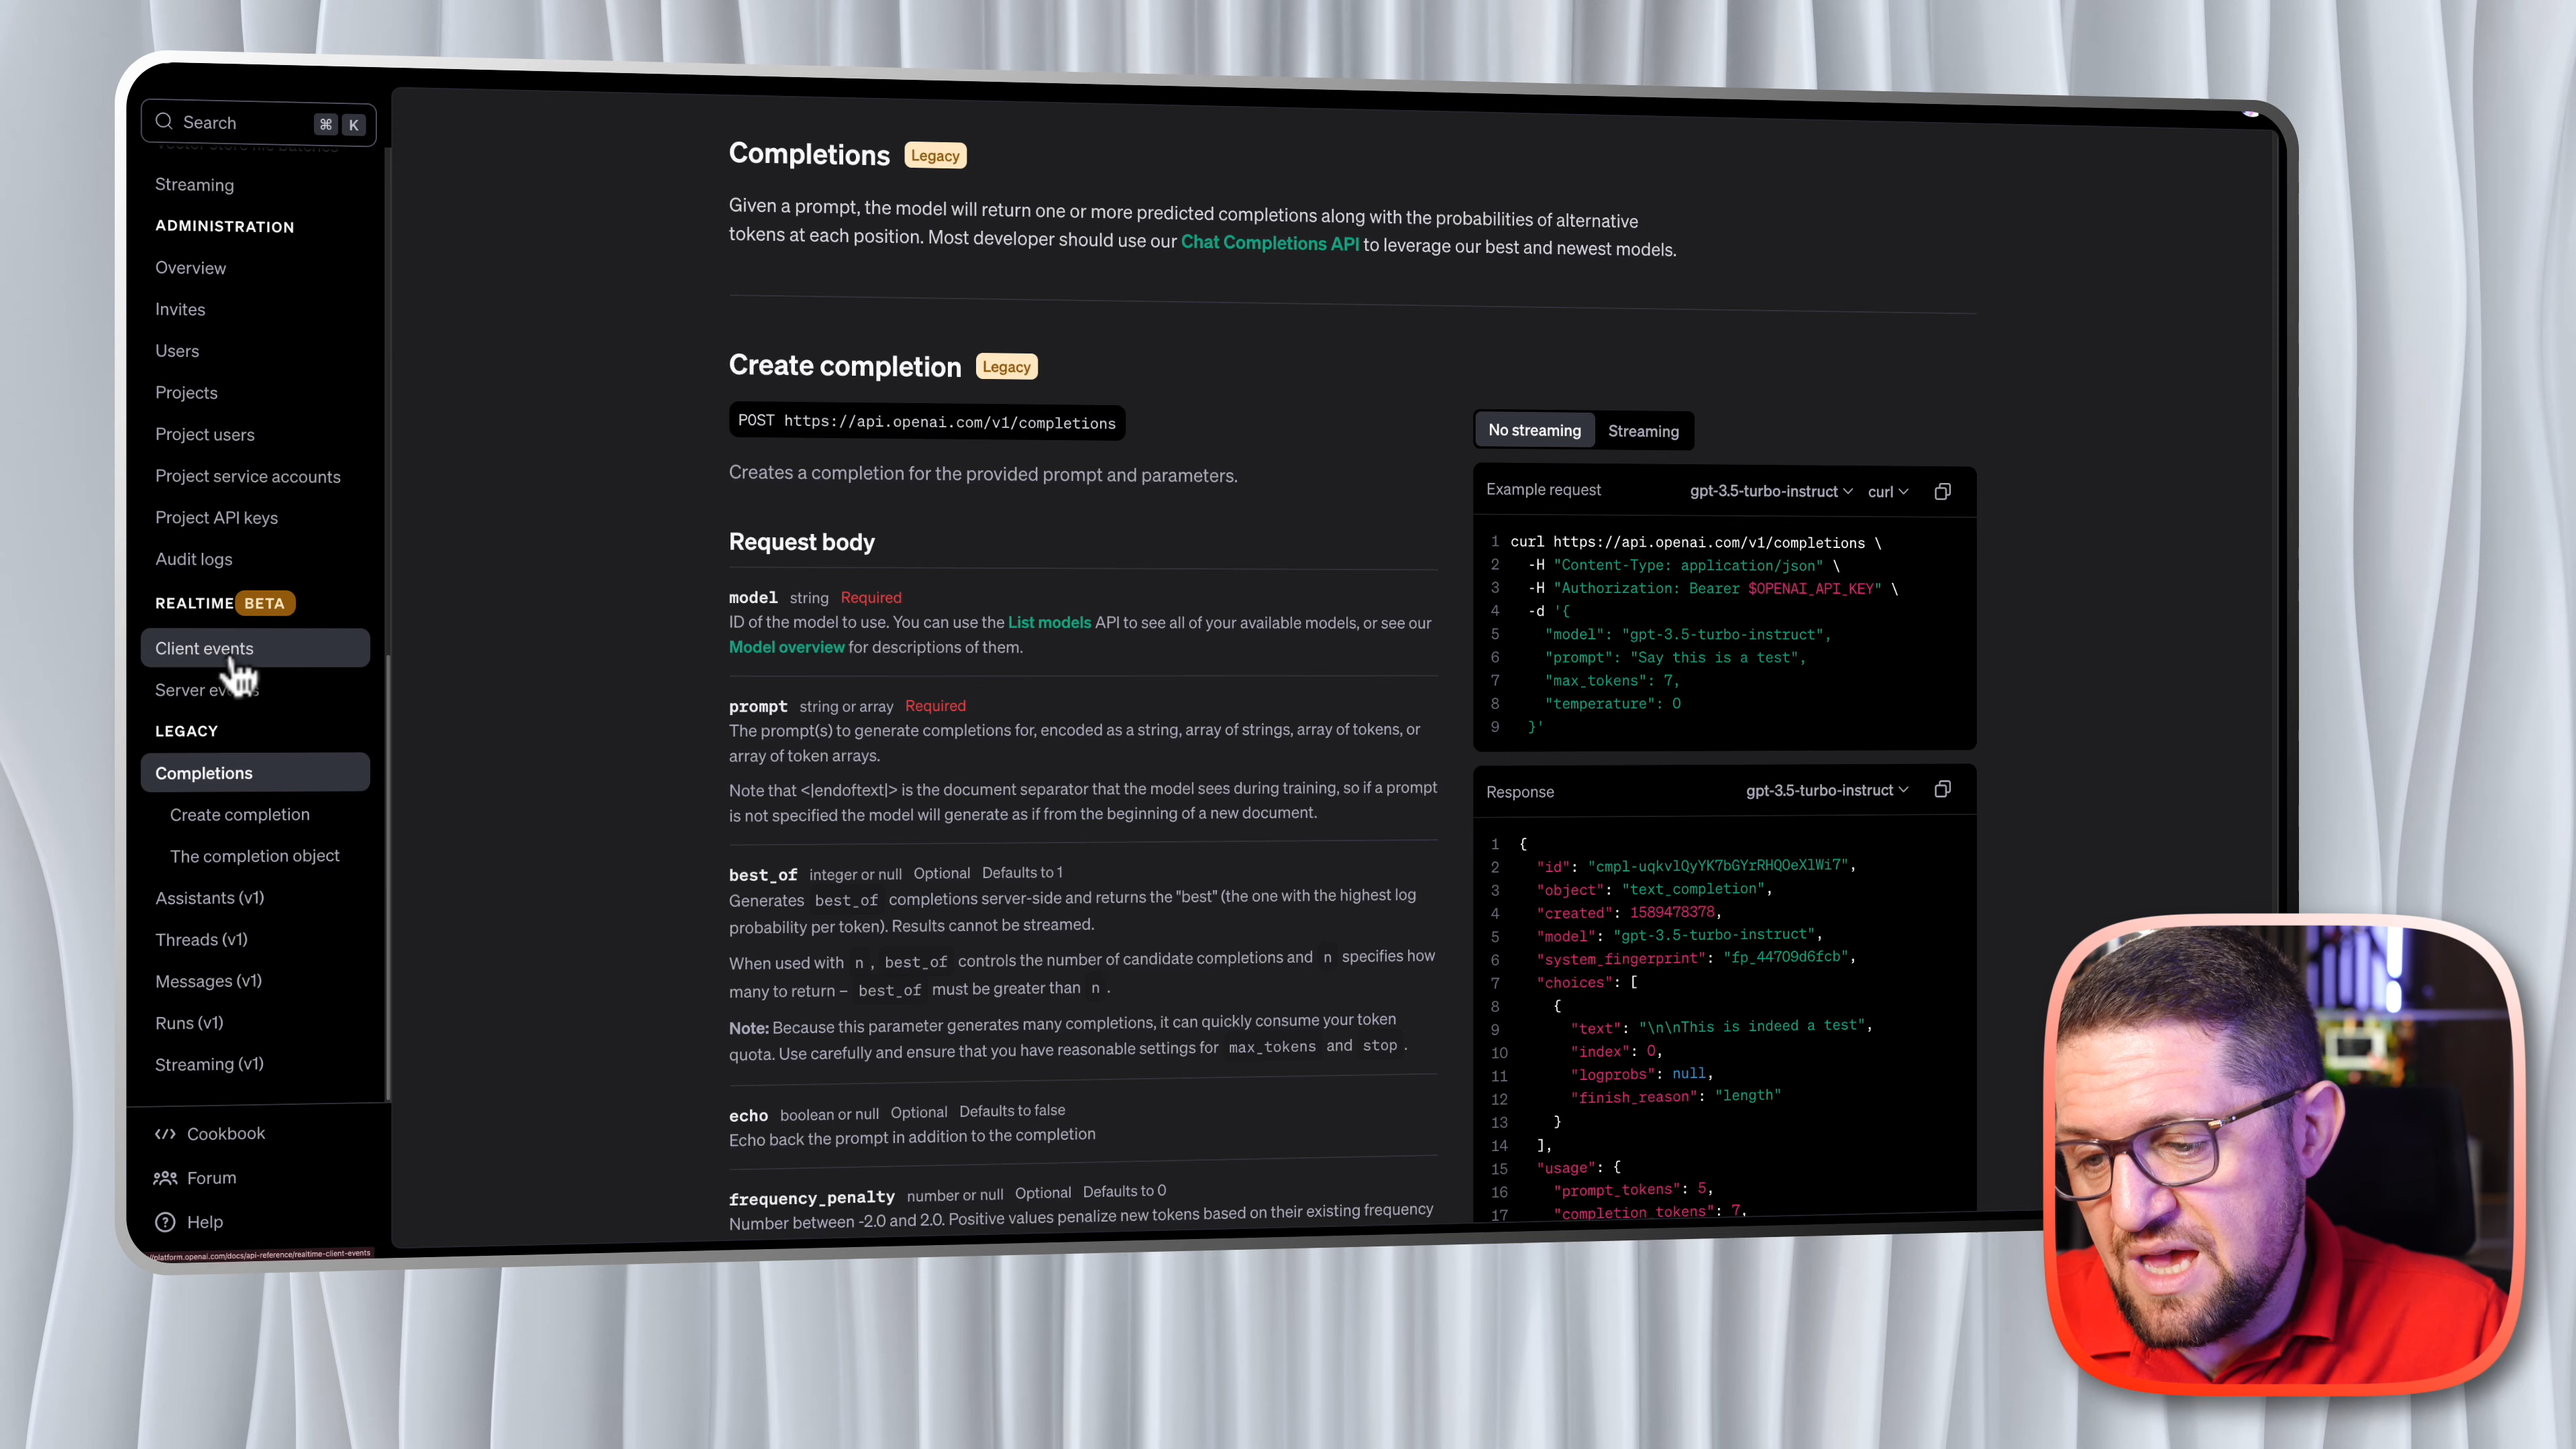 Search ⌘ K
Vector store file batches
Streaming
ADMINISTRATION
Overview
Invites
Users
Projects
Project users
Project service accounts
Project API keys
Audit logs
REALTIME BETA
Client events
Server
LEGACY
Completions
Create completion
The completion object
Assistants (v1)
Threads (v1)
Messages (v1)
Runs (v1)
Streaming (v1)
Cookbook
Forum
Help
//platform.openai.com/docs/api-reference/realtime-client-events
Completions Legacy
Given a prompt, the model will return one or more predicted completions along with the probabilities of alternative
tokens at each position. Most developer should use our Chat Completions API to leverage our best and newest models.
Create completion Legacy
POST https://api.openai.com/v1/completions
Creates a completion for the provided prompt and parameters.
Request body
model string Required
ID of the model to use. You can use the List models API to see all of your available models, or see our
Model overview for descriptions of them.
prompt string or array Required
The prompt(s) to generate completions for, encoded as a string, array of strings, array of tokens, or
array of token arrays.
Note that <|endoftext|> is the document separator that the model sees during training, so if a prompt
is not specified the model will generate as if from the beginning of a new document.
best_of integer or null Optional Defaults to 1
Generates best_of completions server-side and returns the "best" (the one with the highest log
probability per token). Results cannot be streamed.
When used with n, best_of controls the number of candidate completions and n specifies how
many to return – best_of must be greater than n.
Note: Because this parameter generates many completions, it can quickly consume your token
quota. Use carefully and ensure that you have reasonable settings for max_tokens and stop.
echo boolean or null Optional Defaults to false
Echo back the prompt in addition to the completion
frequency_penalty number or null Optional Defaults to 0
Number between -2.0 and 2.0. Positive values penalize new tokens based on their existing frequency
No streaming Streaming
Example request gpt-3.5-turbo-instruct curl
1 curl https://api.openai.com/v1/completions \
2 -H "Content-Type: application/json" \
3 -H "Authorization: Bearer $OPENAI_API_KEY" \
4 -d '{
5 "model": "gpt-3.5-turbo-instruct",
6 "prompt": "Say this is a test",
7 "max_tokens": 7,
8 "temperature": 0
9 }'
Response gpt-3.5-turbo-instruct
1 {
2 "id": "cmpl-uqkvlQyYK7bGYrRHQ0eXlWi7",
3 "object": "text_completion",
4 "created": 1589478378,
5 "model": "gpt-3.5-turbo-instruct",
6 "system_fingerprint": "fp_44709d6fcb",
7 "choices": [
8 {
9 "text": "\n\nThis is indeed a test",
10 "index": 0,
11 "logprobs": null,
12 "finish_reason": "length"
13 }
14 ],
15 "usage": {
16 "prompt_tokens": 5,
17 "completion_tokens": 7,